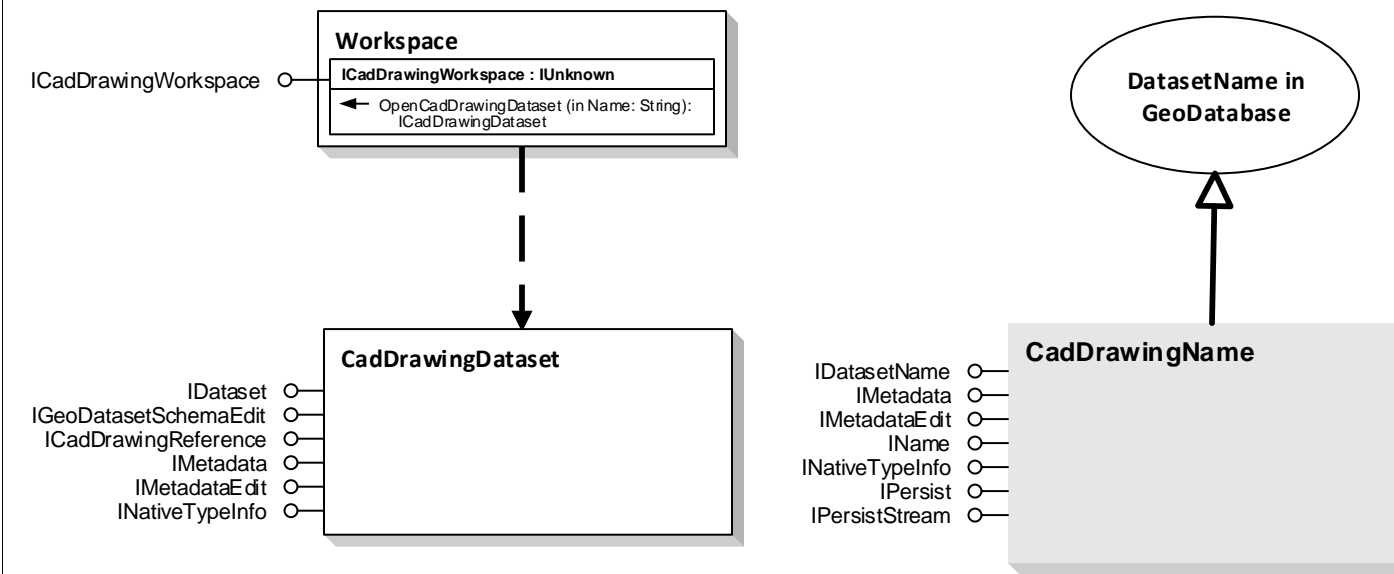 Workspace
ICadDrawingWorkspace
ICadDrawingWorkspace : IUnknown
OpenCadDrawingDataset (in Name: String):
ICadDrawingDataset
DatasetName in
GeoDatabase
CadDrawingDataset
IDataset
IGeoDatasetSchemaEdit
ICadDrawingReference
IMetadata
IMetadataEdit
INativeTypeInfo
CadDrawingName
IDatasetName
IMetadata
IMetadataEdit
IName
INativeTypeInfo
IPersist
IPersistStream